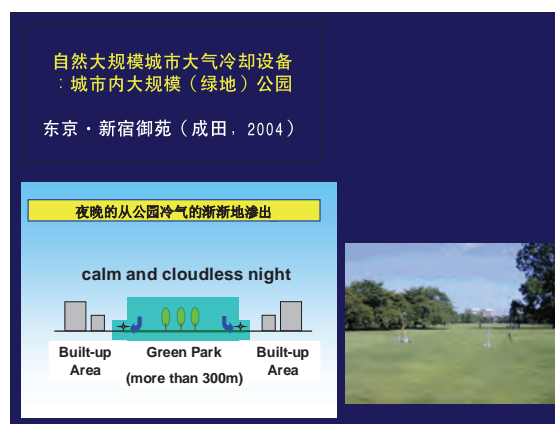 自然大规模城市大气冷却设备
：城市内大规模（绿地）公园
东京・新宿御苑（成田，2004）
夜晚的从公园冷气的渐渐地渗出
calm and cloudless night
Built-up
Area
Green Park
(more than 300m)
Built-up
Area